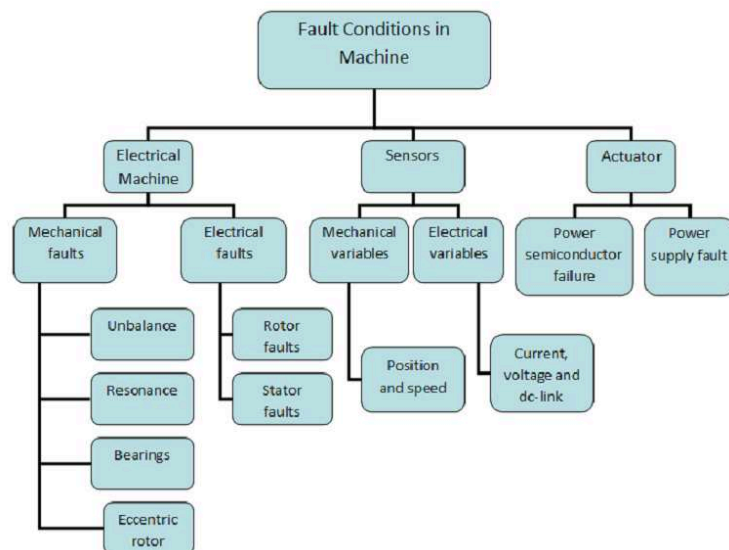 Fault Conditions in
Machine
Electrical
Machine
Sensors
Actuator
Mechanical
faults
Electrical
faults
Mechanical
variables
Electrical
variables
Power
semiconductor
failure
Power
supply fault
Unbalance
Resonance
Bearings
Eccentric
rotor
Rotor
faults
Stator
faults
Position
and speed
Current,
voltage and
dc-link